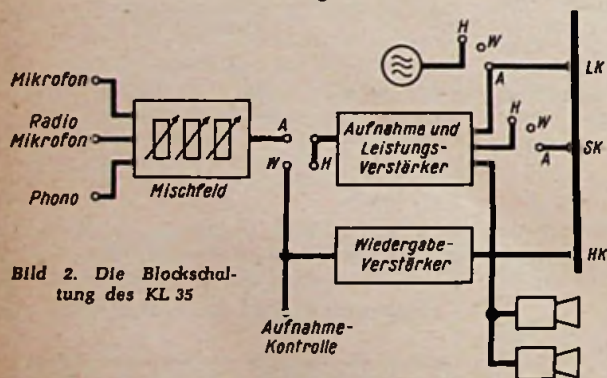 Mikrofon
Radio
Mikrofon
Phono
Mischfeld
A
W
H
Aufnahme und
Leistungs-
Verstärker
Wiedergabe-
Verstärker
Aufnahme-
Kontrolle
H
W
A
H
W
A
LK
SK
HK
Bild 2. Die Blockschal-
tung des KL 35